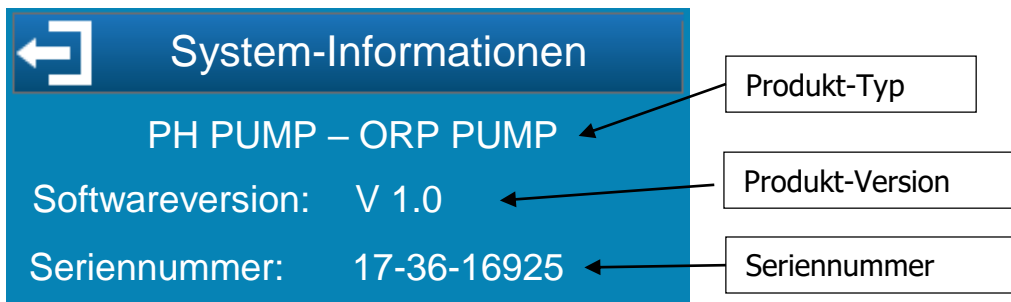 System-Informationen
Produkt-Typ
PH PUMP – ORP PUMP
Produkt-Version
Softwareversion: V 1.0
Seriennummer: 17-36-16925
Seriennummer